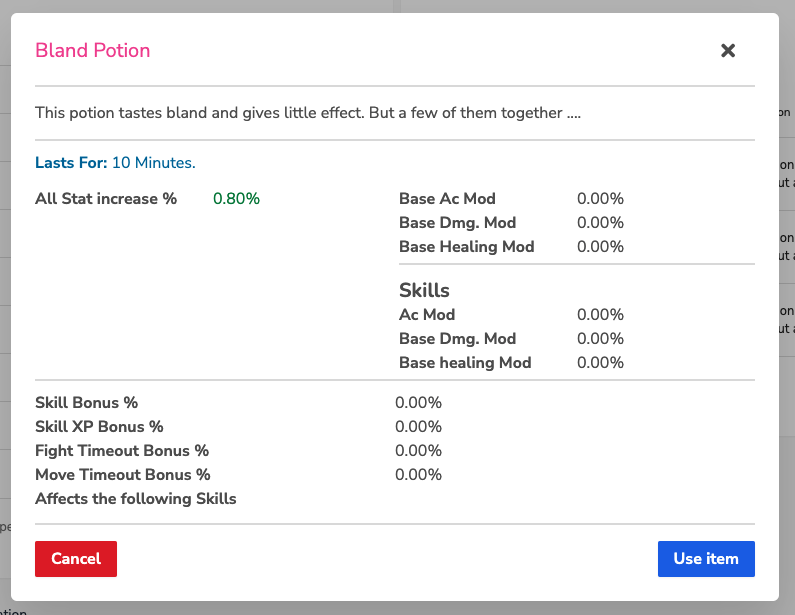 Bland Potion
This potion tastes bland and gives little effect. But a few of them together ....
Lasts For: 10 Minutes.
All Stat increase % 0.80%
Base Ac Mod 0.00%
Base Dmg. Mod 0.00%
Base Healing Mod 0.00%
Skills
Ac Mod 0.00%
Base Dmg. Mod 0.00%
Base healing Mod 0.00%
Skill Bonus % 0.00%
Skill XP Bonus % 0.00%
Fight Timeout Bonus % 0.00%
Move Timeout Bonus % 0.00%
Affects the following Skills
Cancel
Use item